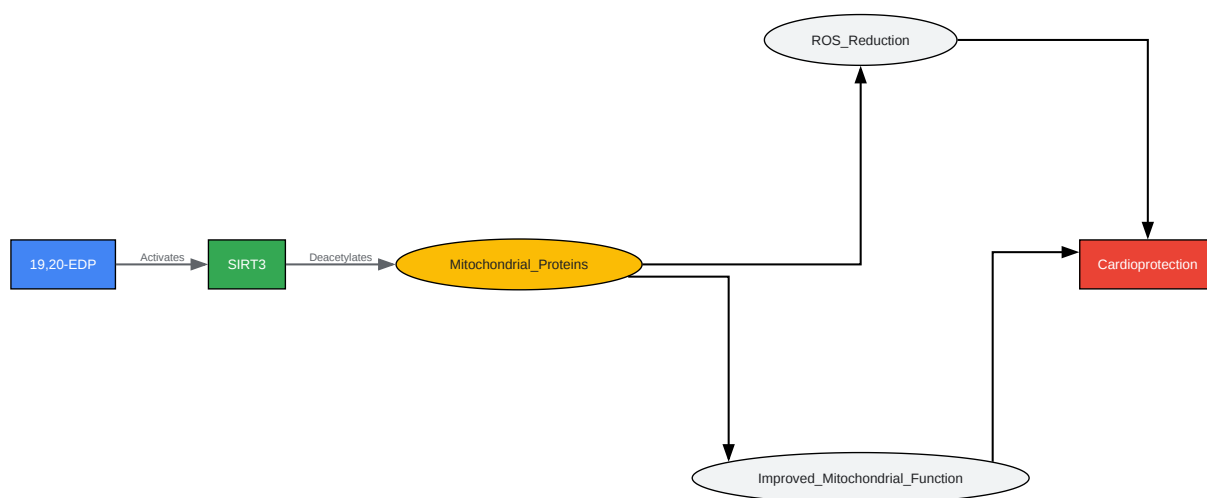 ROS_Reduction
19,20-EDP
Activates
SIRT3
Deacetylates
Mitochondrial_Proteins
Cardioprotection
Improved_Mitochondrial_Function